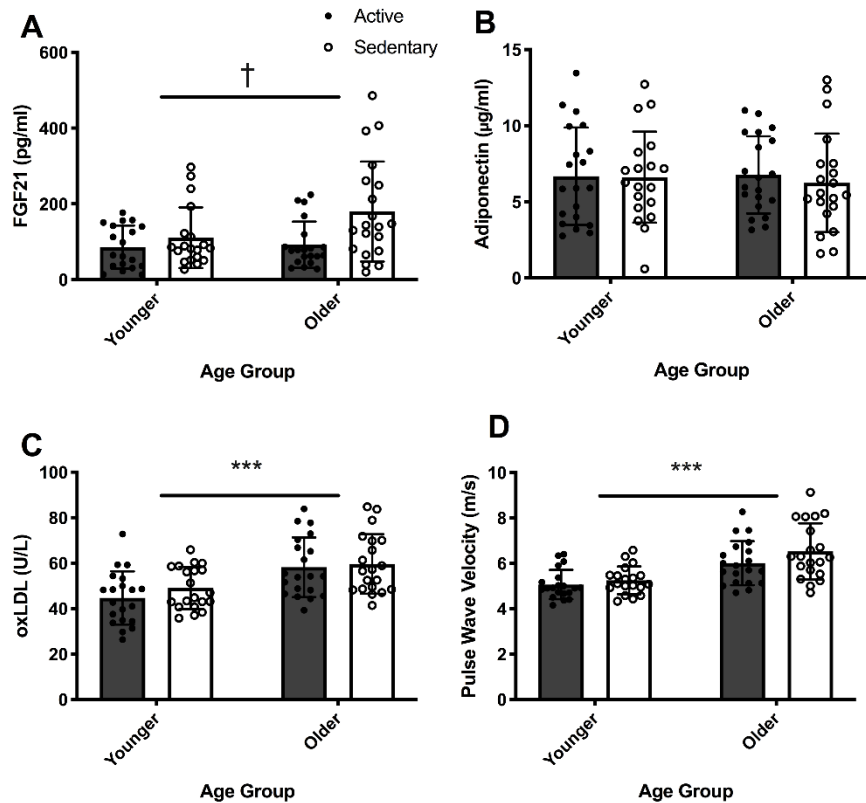 A
Active
Sedentary
†
FGF21 (pg/ml)
600
400
200
0
Younger
Older
Age Group
B
Adiponectin (µg/ml)
15
10
5
0
Younger
Older
Age Group
C
***
oxLDL (U/L)
100
80
60
40
20
0
Younger
Older
Age Group
D
***
Pulse Wave Velocity (m/s)
10
8
6
4
2
0
Younger
Older
Age Group